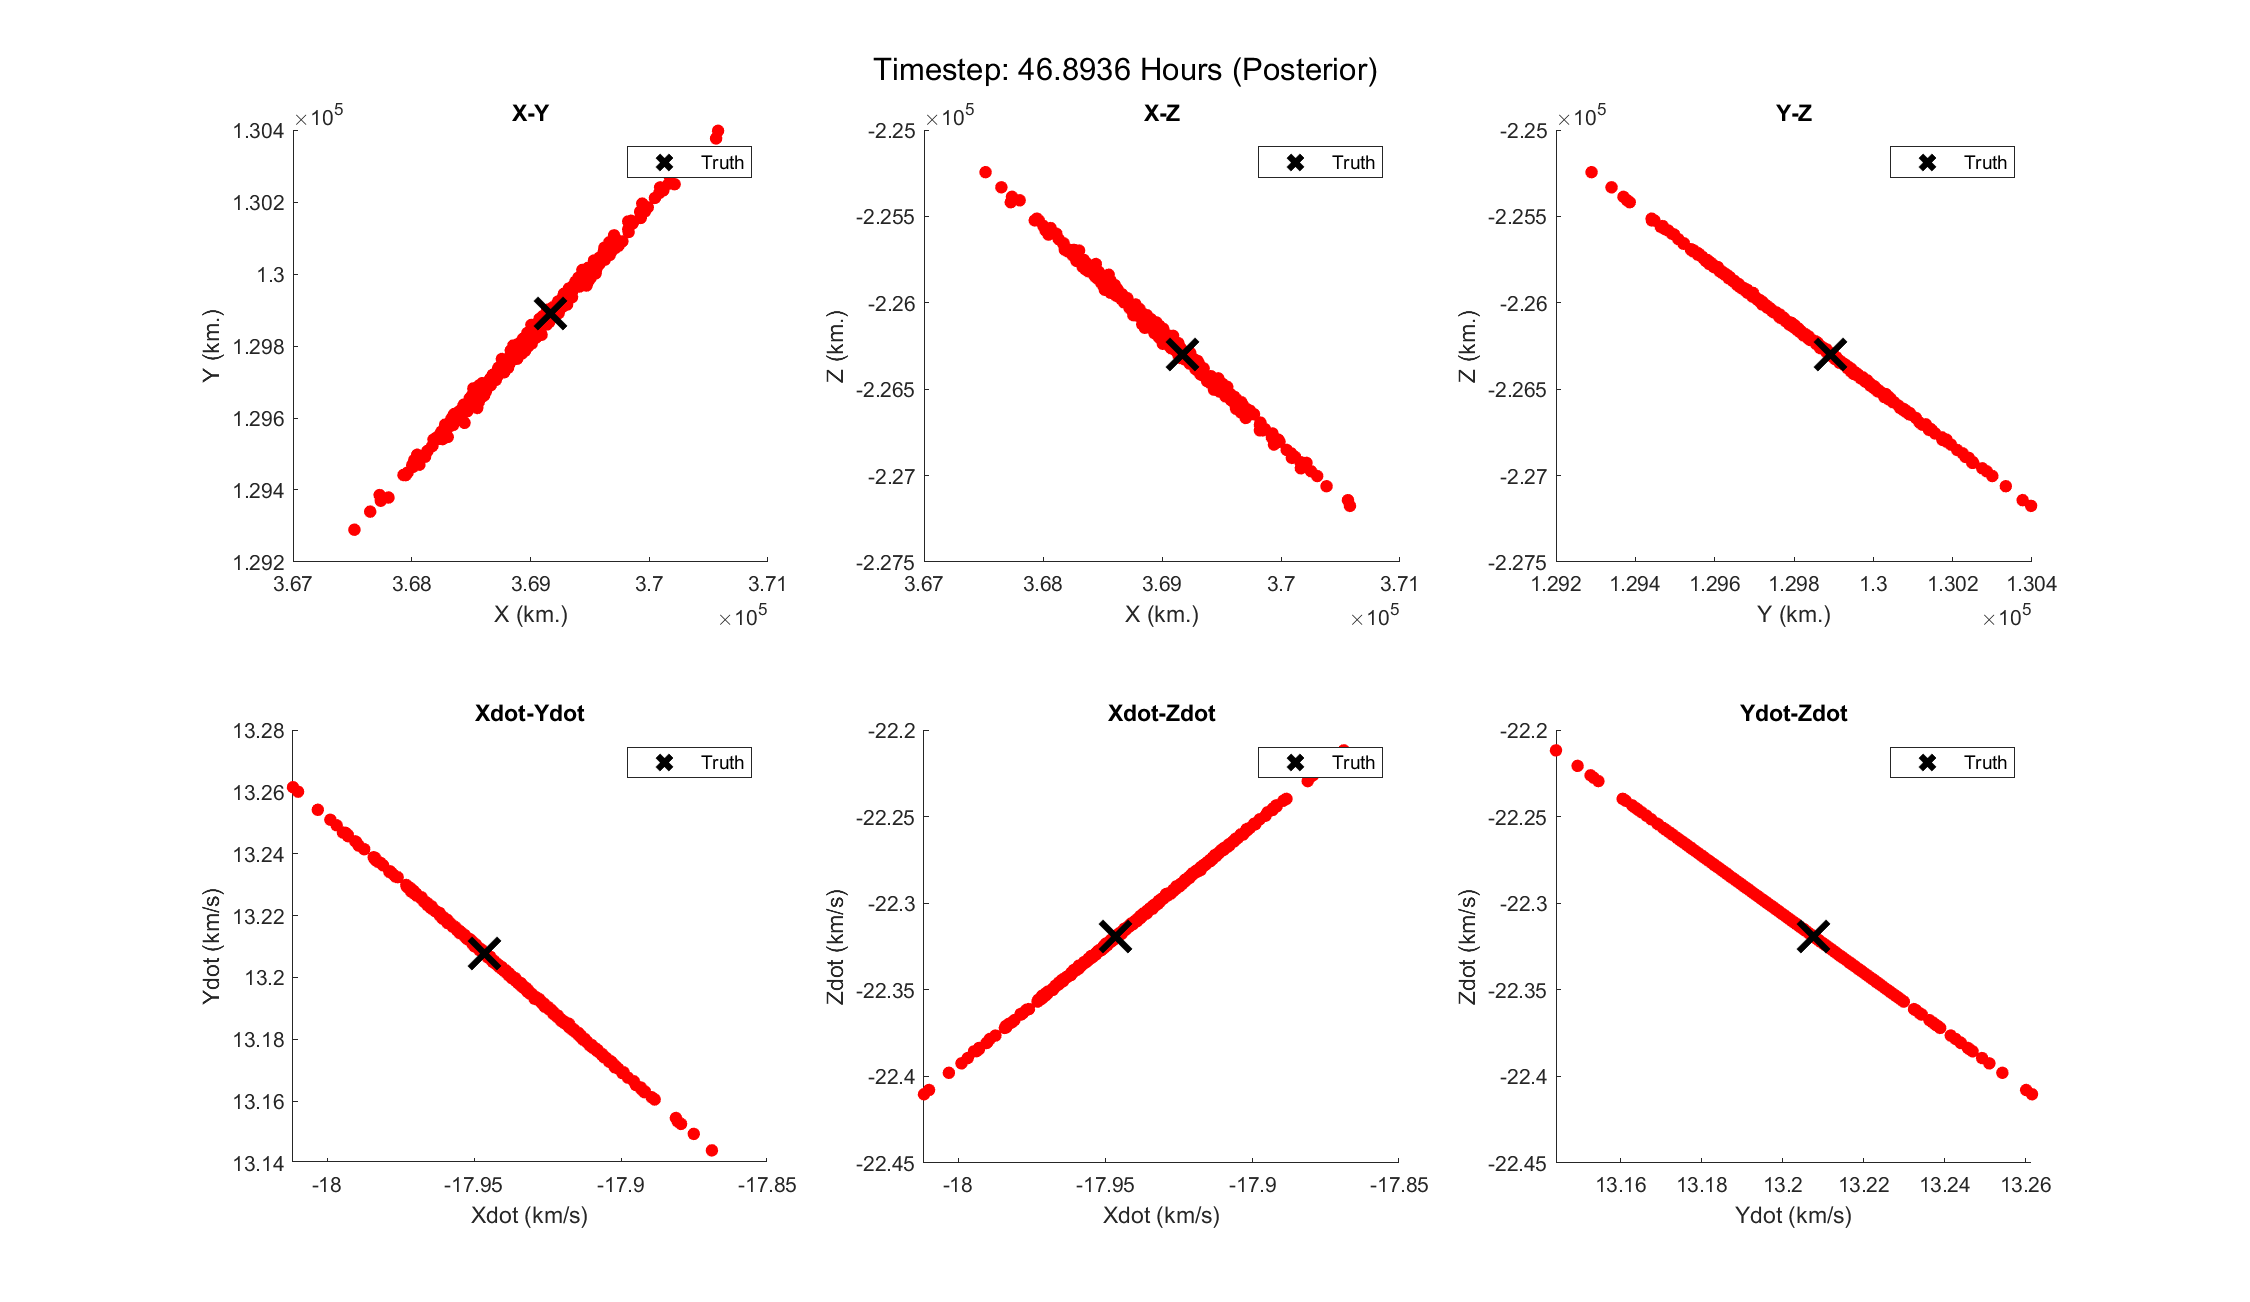 Timestep: 46.8936 Hours (Posterior)
X-Y
×10^5
1.304
1.302
1.3
1.298
1.296
1.294
1.292
Y (km.)
3.67 3.68 3.69 3.7 3.71
X (km.)
×10^5
Truth
X-Z
×10^5
-2.25
-2.255
-2.26
-2.265
-2.27
-2.275
Z (km.)
3.67 3.68 3.69 3.7 3.71
X (km.)
×10^5
Truth
Y-Z
×10^5
-2.25
-2.255
-2.26
-2.265
-2.27
-2.275
Z (km.)
1.292 1.294 1.296 1.298 1.3 1.302 1.304
Y (km.)
×10^5
Truth
Xdot-Ydot
13.28
13.26
13.24
13.22
13.2
13.18
13.16
13.14
Ydot (km/s)
-18 -17.95 -17.9 -17.85
Xdot (km/s)
Truth
Xdot-Zdot
-22.2
-22.25
-22.3
-22.35
-22.4
-22.45
Zdot (km/s)
-18 -17.95 -17.9 -17.85
Xdot (km/s)
Truth
Ydot-Zdot
-22.2
-22.25
-22.3
-22.35
-22.4
-22.45
Zdot (km/s)
13.16 13.18 13.2 13.22 13.24 13.26
Ydot (km/s)
Truth